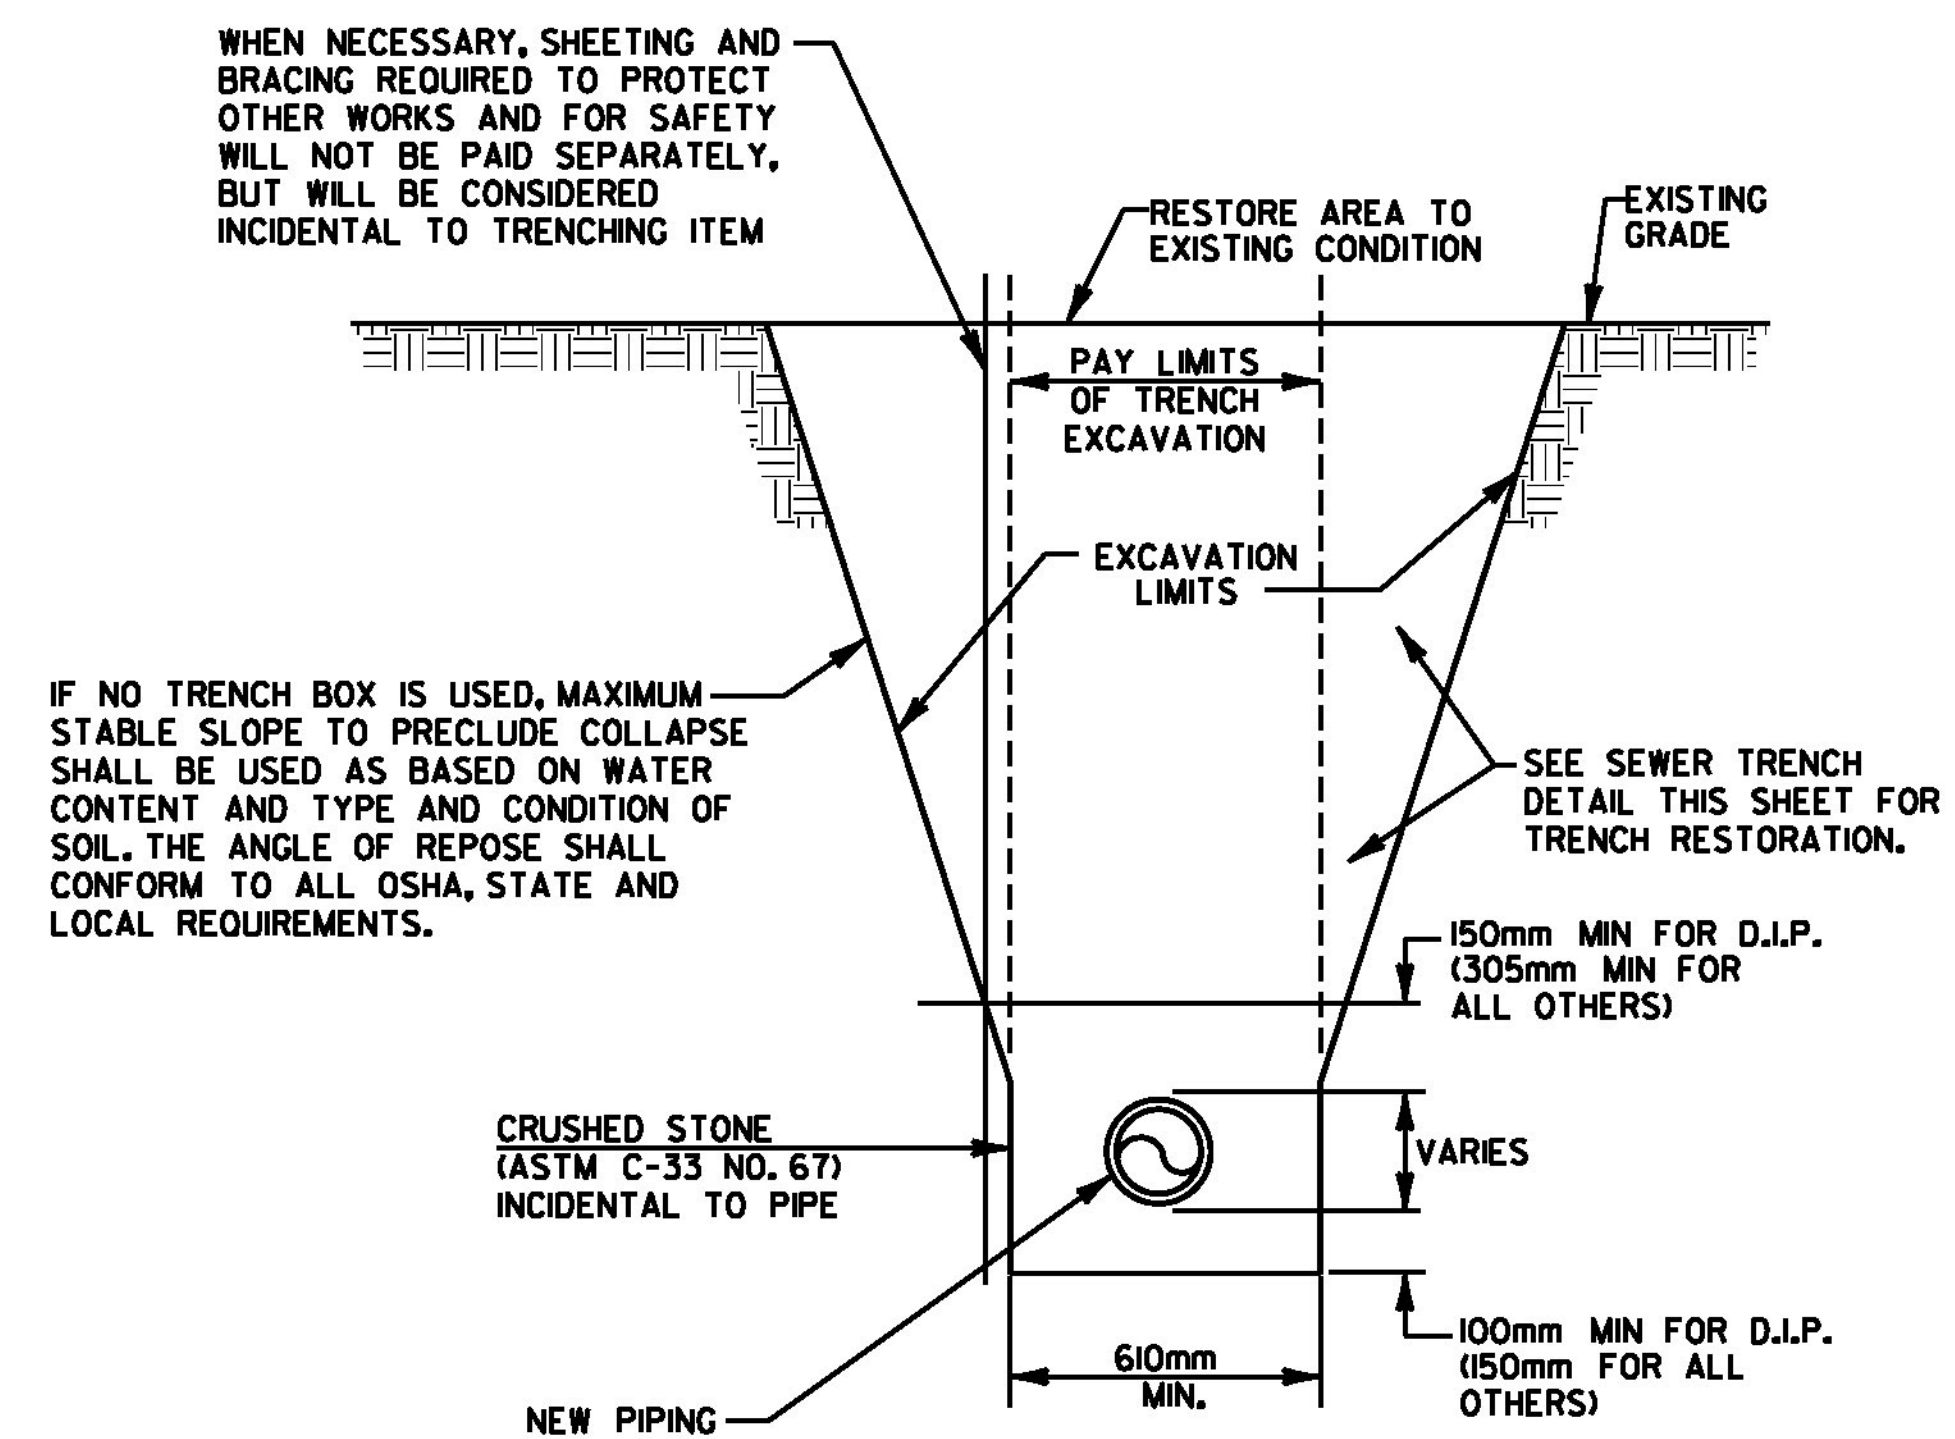 WHEN NECESSARY, SHEETING AND
BRACING REQUIRED TO PROTECT
OTHER WORKS AND FOR SAFETY
WILL NOT BE PAID SEPARATELY,
BUT WILL BE CONSIDERED
INCIDENTAL TO TRENCHING ITEM
RESTORE AREA TO
EXISTING CONDITION
EXISTING
GRADE
PAY LIMITS
OF TRENCH
EXCAVATION
EXCAVATION
LIMITS
IF NO TRENCH BOX IS USED, MAXIMUM
STABLE SLOPE TO PRECLUDE COLLAPSE
SHALL BE USED AS BASED ON WATER
CONTENT AND TYPE AND CONDITION OF
SOIL. THE ANGLE OF REPOSE SHALL
CONFORM TO ALL OSHA, STATE AND
LOCAL REQUIREMENTS.
SEE SEWER TRENCH
DETAIL THIS SHEET FOR
TRENCH RESTORATION.
150mm MIN FOR D.I.P.
(305mm MIN FOR
ALL OTHERS)
CRUSHED STONE
(ASTM C-33 NO. 67)
INCIDENTAL TO PIPE
VARIES
100mm MIN FOR D.I.P.
(150mm FOR ALL
OTHERS)
610mm
MIN.
NEW PIPING